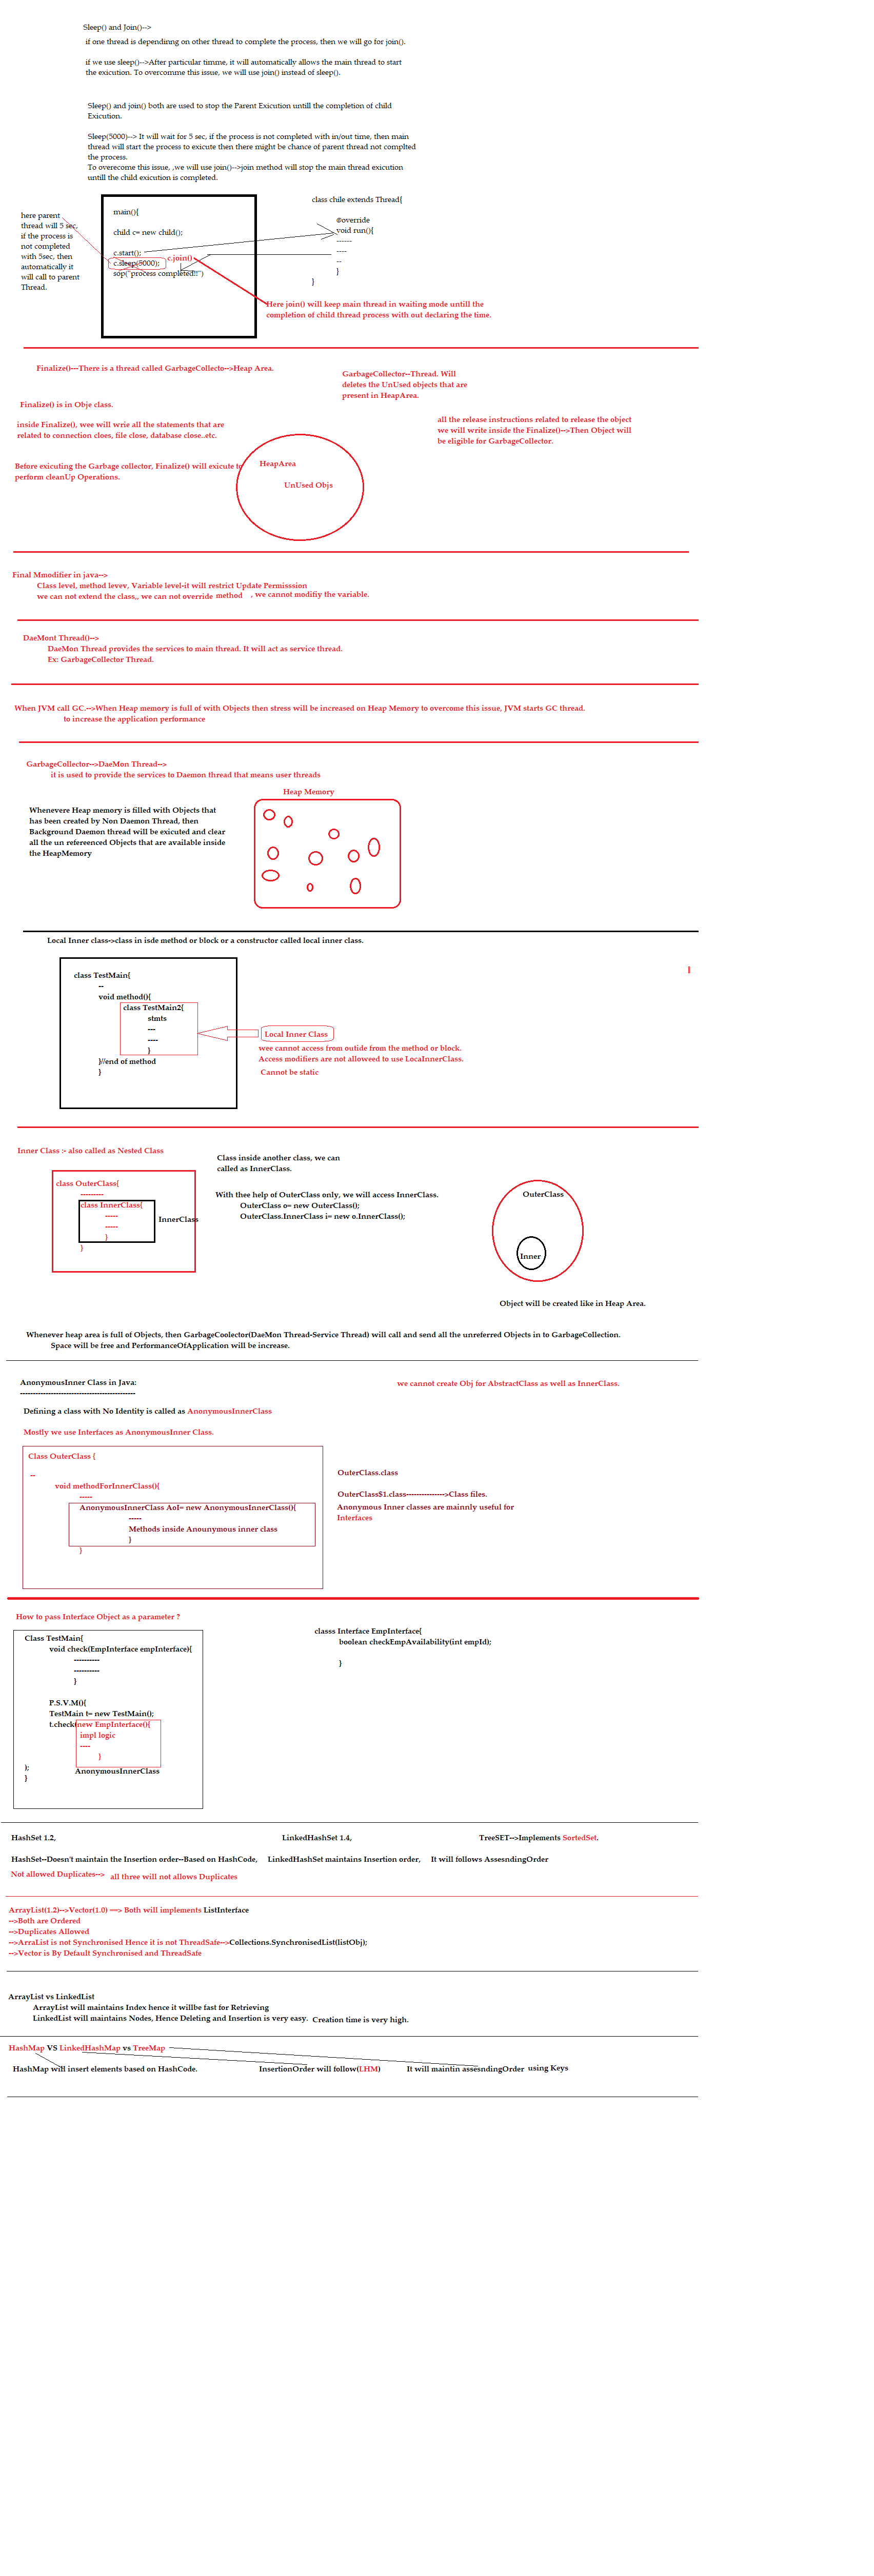 Sleep() and Join()-->
if one thread is dependinng on other thread to complete the process, then we will go for join().
if we use sleep()-->After particular timme, it will automatically allows the main thread to start
the exicution. To overcomme this issue, we will use join() instead of sleep().
Sleep() and join() both are used to stop the Parent Exicution untill the completion of child
Exicution.
Sleep(5000)--> It will wait for 5 sec, if the process is not completed with in/out time, then main
thread will start the process to exicute then there might be chance of parent thread not complted
the process.
To overecome this issue, ,we will use join()-->join method will stop the main thread exicution
untill the child exicution is completed.
here parent
thread will 5 sec,
if the process is
not completed
with 5sec, then
automatically it
will call to parent
Thread.
main(){
child c= new child();
c.start();
c.sleep(5000);
c.join()
sop("process completed!!")
class chile extends Thread{
@override
void run(){
------
----
--
}
}
Here join() will keep main thread in waiting mode untill the
completion of child thread process with out declaring the time.
Finalize()---There is a thread called GarbageCollecto-->Heap Area.
GarbageCollector--Thread. Will
deletes the UnUsed objects that are
present in HeapArea.
Finalize() is in Obje class.
inside Finalize(), wee will wrie all the statements that are
related to connection cloes, file close, database close..etc.
all the release instructions related to release the object
we will write inside the Finalize()-->Then Object will
be eligible for GarbageCollector.
Before exicuting the Garbage collector, Finalize() will exicute to
perform cleanUp Operations.
HeapArea
UnUsed Objs
Final Mmodifier in java-->
Class level, method levev, Variable level-it will restrict Update Permisssion
we can not extend the class,, we can not override method , we cannot modifiy the variable.
DaeMont Thread()-->
DaeMon Thread provides the services to main thread. It will act as service thread.
Ex: GarbageCollector Thread.
When JVM call GC.-->When Heap memory is full of with Objects then stress will be increased on Heap Memory to overcome this issue, JVM starts GC thread.
to increase the application performance
GarbageCollector-->DaeMon Thread-->
it is used to provide the services to Daemon thread that means user threads
Heap Memory
Whenevere Heap memory is filled with Objects that
has been created by Non Daemon Thread, then
Background Daemon thread will be exicuted and clear
all the un refereenced Objects that are available inside
the HeapMemory
Local Inner class->class in isde method or block or a constructor called local inner class.
}
class TestMain{
--
void method(){
class TestMain2{
stmts
---
----
}
}//end of method
}
Local Inner Class
wee cannot access from outide from the method or block.
Access modifiers are not alloweed to use LocaInnerClass.
Cannot be static
Inner Class :- also called as Nested Class
Class inside another class, we can
called as InnerClass.
class OuterClass{
---------
class InnerClass{
-----
-----
}
}
InnerClass
With thee help of OuterClass only, we will access InnerClass.
OuterClass o= new OuterClass();
OuterClass.InnerClass i= new o.InnerClass();
OuterClass
Inner
Object will be created like in Heap Area.
Whenever heap area is full of Objects, then GarbageCoolector(DaeMon Thread-Service Thread) will call and send all the unreferred Objects in to GarbageCollection.
Space will be free and PerformanceOfApplication will be increase.
AnonymousInner Class in Java:
---------------------------------------------
we cannot create Obj for AbstractClass as well as InnerClass.
Defining a class with No Identity is called as AnonymousInnerClass
Mostly we use Interfaces as AnonymousInner Class.
Class OuterClass {
--
void methodForInnerClass(){
-----
AnonymousInnerClass AoI= new AnonymousInnerClass(){
-----
Methods inside Anounymous inner class
}
}
OuterClass.class
OuterClass$1.class--------------->Class files.
Anonymous Inner classes are mainnly useful for
Interfaces
How to pass Interface Object as a parameter ?
Class TestMain{
void check(EmpInterface empInterface){
----------
----------
}
P.S.V.M(){
TestMain t= new TestMain();
t.check(new EmpInterface(){
impl logic
----
}
);
AnonymousInnerClass
}
classs Interface EmpInterface{
boolean checkEmpAvailability(int empId);
}
HashSet 1.2, LinkedHashSet 1.4, TreeSET-->Implements SortedSet.
HashSet--Doesn't maintain the Insertion order--Based on HashCode, LinkedHashSet maintains Insertion order, It will follows AssesndingOrder
Not allowed Duplicates--> all three will not allows Duplicates
ArrayList(1.2)-->Vector(1.0) ==> Both will implements ListInterface
-->Both are Ordered
-->Duplicates Allowed
-->ArraList is not Synchronised Hence it is not ThreadSafe-->Collections.SynchronisedList(listObj);
-->Vector is By Default Synchronised and ThreadSafe
ArrayList vs LinkedList
ArrayList will maintains Index hence it willbe fast for Retrieving
LinkedList will maintains Nodes, Hence Deleting and Insertion is very easy. Creation time is very high.
HashMap VS LinkedHashMap vs TreeMap
HashMap will insert elements based on HashCode. InsertionOrder will follow(LHM) It will maintin assesndingOrder using Keys